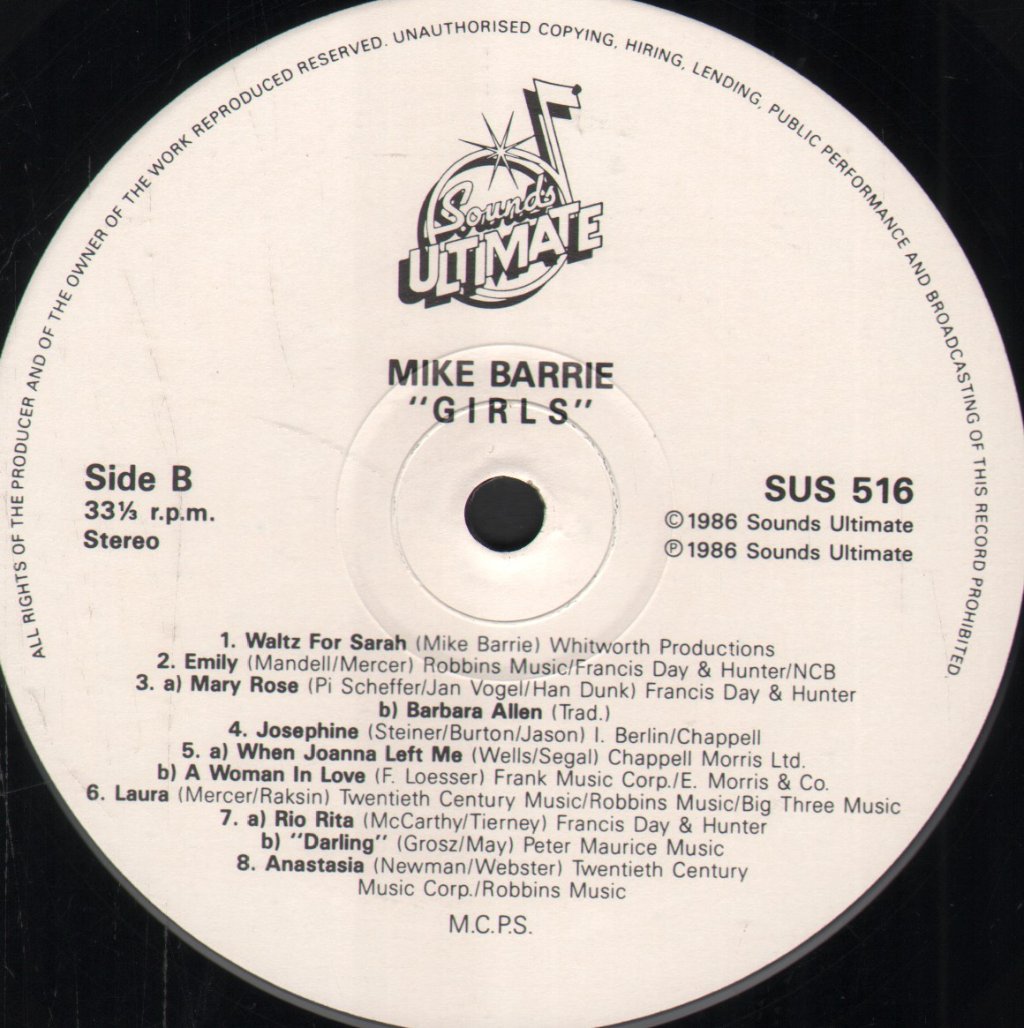 ALL RIGHTS OF THE PRODUCER AND OF THE OWNER OF THE WORK REPRODUCED RESERVED. UNAUTHORISED COPYING, HIRING, LENDING, PUBLIC PERFORMANCE AND BROADCASTING OF THIS RECORD PROHIBITED.
Sounds
ULTIMATE
MIKE BARRIE
"GIRLS"
Side B
33⅓ r.p.m.
Stereo
SUS 516
©1986 Sounds Ultimate
℗1986 Sounds Ultimate
1. Waltz For Sarah (Mike Barrie) Whitworth Productions
2. Emily (Mandell/Mercer) Robbins Music/Francis Day & Hunter/NCB
3. a) Mary Rose (Pi Scheffer/Jan Vogel/Han Dunk) Francis Day & Hunter
b) Barbara Allen (Trad.)
4. Josephine (Steiner/Burton/Jason) I. Berlin/Chappell
5. a) When Joanna Left Me (Wells/Segal) Chappell Morris Ltd.
b) A Woman In Love (F. Loesser) Frank Music Corp./E. Morris & Co.
6. Laura (Mercer/Raksin) Twentieth Century Music/Robbins Music/Big Three Music
7. a) Rio Rita (McCarthy/Tierney) Francis Day & Hunter
b) "Darling" (Grosz/May) Peter Maurice Music
8. Anastasia (Newman/Webster) Twentieth Century
Music Corp./Robbins Music
M.C.P.S.